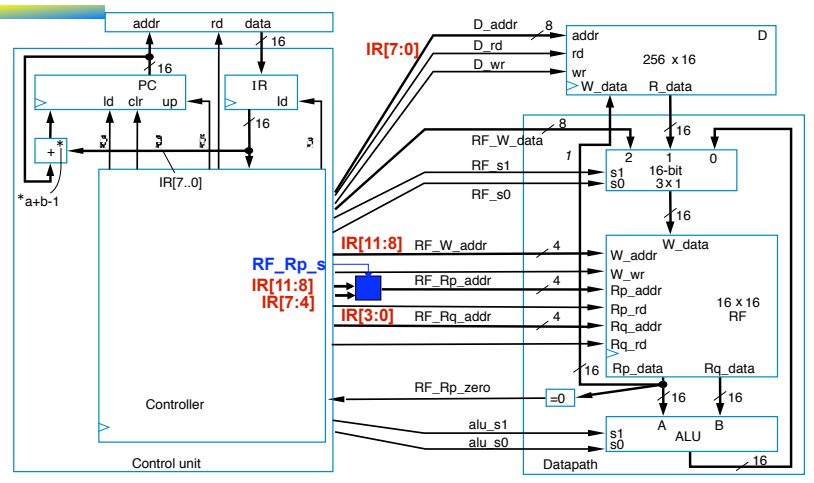 addr rd data
16
16
PC
ld clr up
IR
ld
16
+ *
*a+b-1
IR[7..0]
Controller
Control unit
IR[7:0]
D_addr 8
D_rd
D_wr
addr
rd
wr
D
256 x 16
W_data R_data
8
RF_W_data
1
16
RF_s1
RF_s0
2 1 0
s1
s0
16-bit
3x1
16
IR[11:8] RF_W_addr 4
RF_Rp_s
IR[11:8]
IR[7:4]
RF_Rp_addr 4
IR[3:0] RF_Rq_addr 4
W_data
W_addr
W_wr
Rp_addr
Rp_rd
Rq_addr
Rq_rd
16 x 16
RF
Rp_data Rq_data
16
RF_Rp_zero
=0
16 16
alu_s1
alu_s0
A B
s1
s0
ALU
16
Datapath